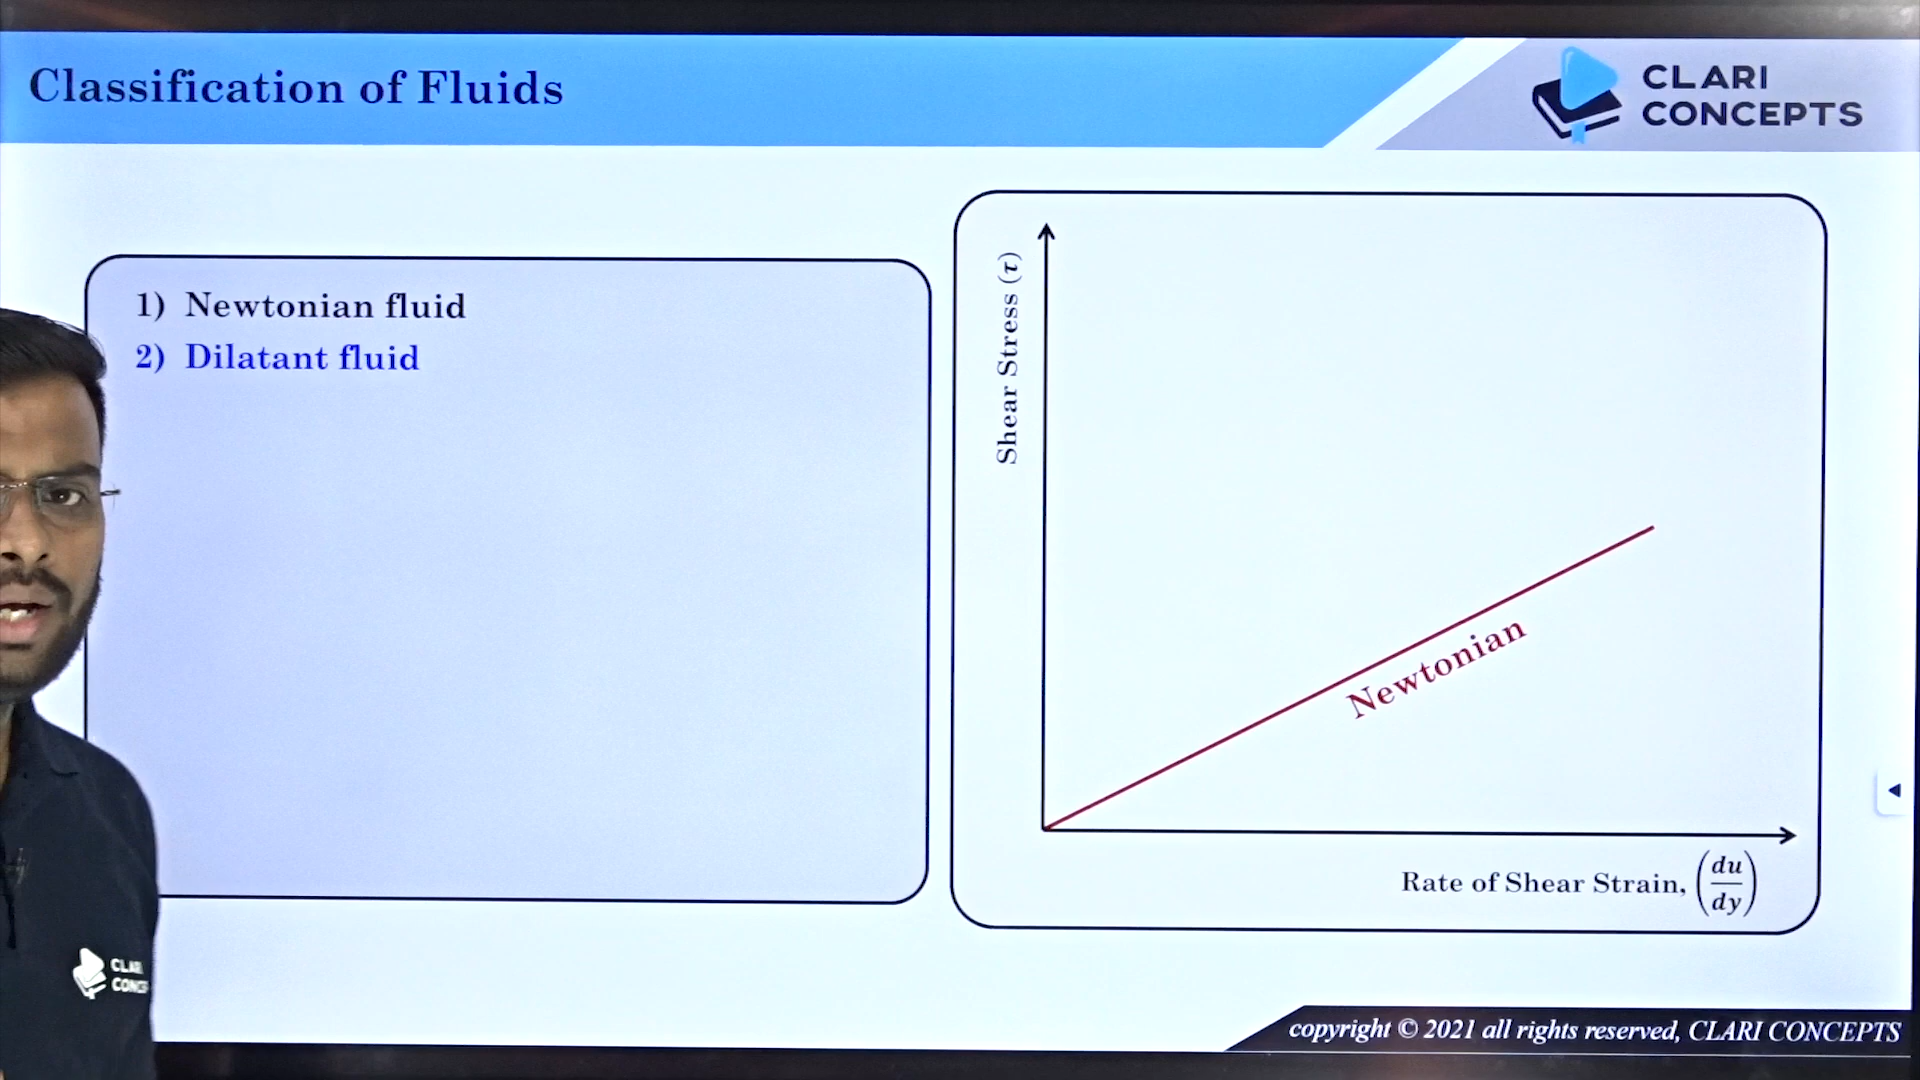 Classification of Fluids
CLARI
CONCEPTS
1) Newtonian fluid
2) Dilatant fluid
Shear Stress (τ)
Newtonian
Rate of Shear Strain, (du/dy)
CLARI
copyright © 2021 all rights reserved, CLARI CONCEPTS